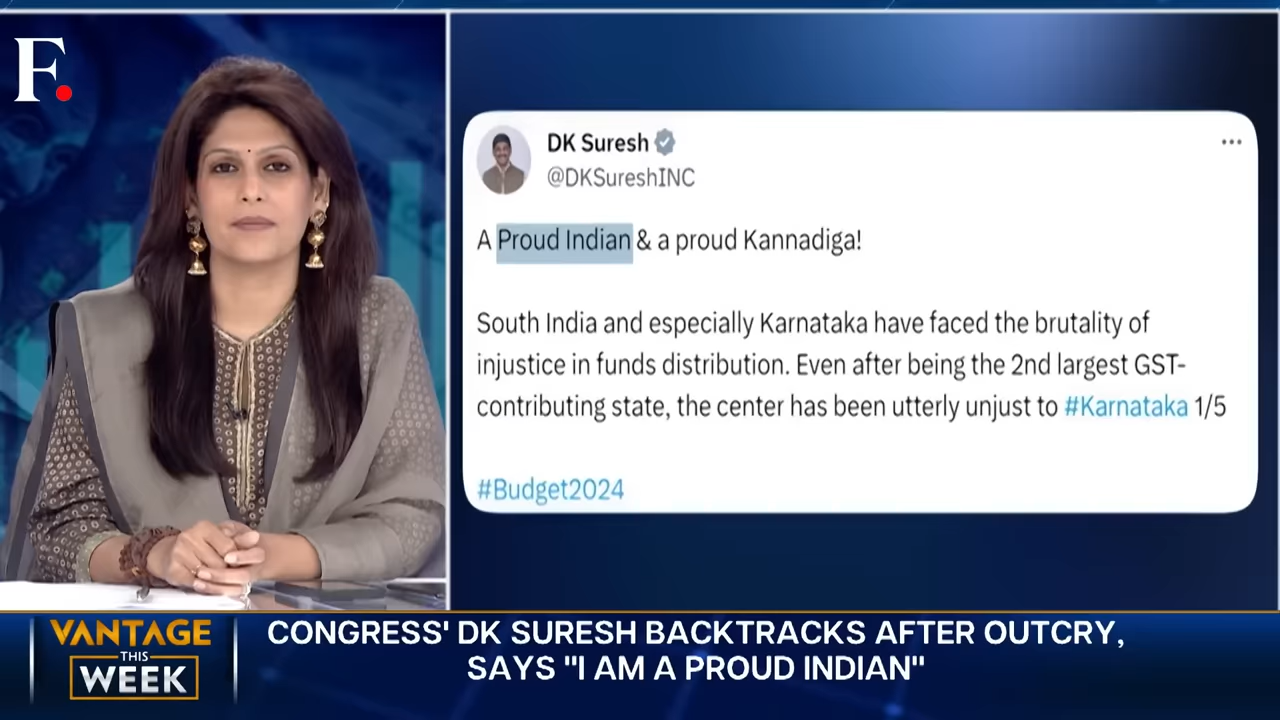 F.
DK Suresh
@DKSureshINC
A Proud Indian & a proud Kannadiga!
South India and especially Karnataka have faced the brutality of
injustice in funds distribution. Even after being the 2nd largest GST-
contributing state, the center has been utterly unjust to #Karnataka 1/5
#Budget2024
VANTAGE
THIS
WEEK
CONGRESS' DK SURESH BACKTRACKS AFTER OUTCRY,
SAYS "I AM A PROUD INDIAN"